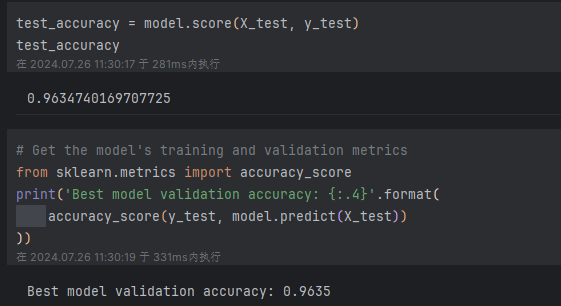 test_accuracy = model.score(X_test, y_test)
test_accuracy
在 2024.07.26 11:30:17 于 281ms内执行
0.9634740169707725
# Get the model's training and validation metrics
from sklearn.metrics import accuracy_score
print('Best model validation accuracy: {:.4}'.format(
    accuracy_score(y_test, model.predict(X_test))
))
在 2024.07.26 11:30:19 于 331ms内执行
Best model validation accuracy: 0.9635